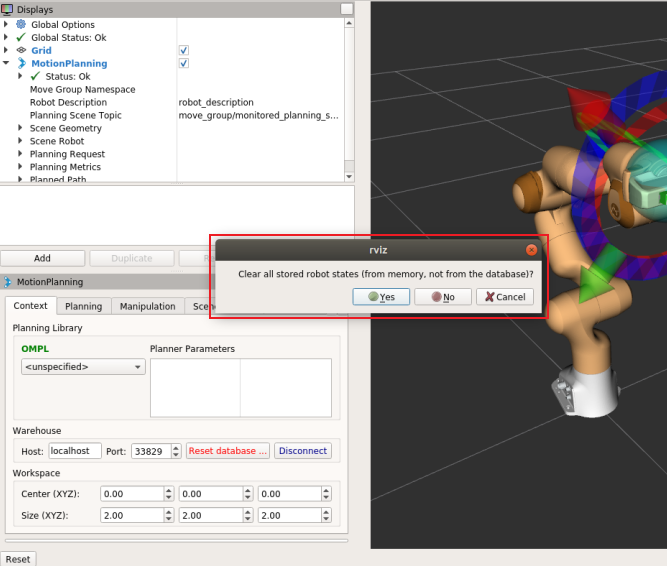 Displays
Global Options
Global Status: Ok
Grid
MotionPlanning
Status: Ok
Move Group Namespace
Robot Description robot_description
Planning Scene Topic move_group/monitored_planning_s...
Scene Geometry
Scene Robot
Planning Request
Planning Metrics
Planned Path
Add Duplicate
rviz
Clear all stored robot states (from memory, not from the database)?
Yes No Cancel
MotionPlanning
Context Planning Manipulation
Planning Library
OMPL Planner Parameters
<unspecified>
Warehouse
Host: localhost Port: 33829 Reset database ... Disconnect
Workspace
Center (XYZ): 0.00 0.00 0.00
Size (XYZ): 2.00 2.00 2.00
Reset